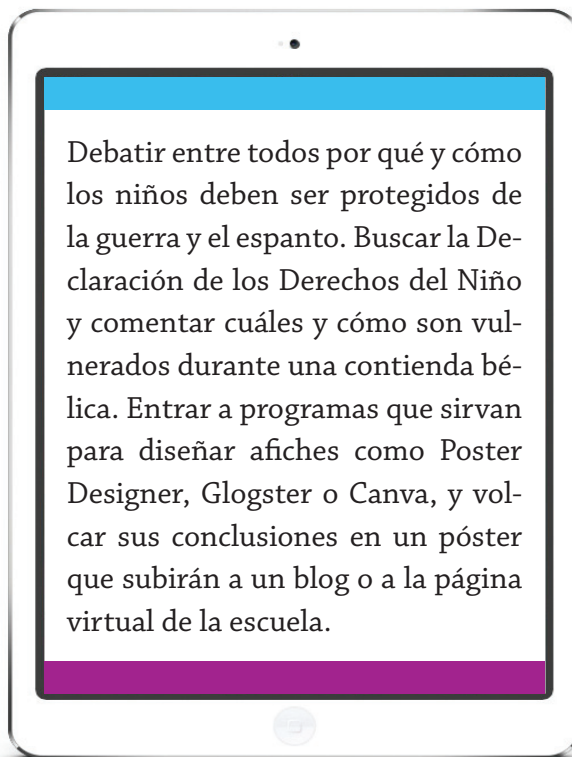 Debatir entre todos por qué y cómo
los niños deben ser protegidos de
la guerra y el espanto. Buscar la De-
claración de los Derechos del Niño
y comentar cuáles y cómo son vul-
nerados durante una contienda bé-
lica. Entrar a programas que sirvan
para diseñar afiches como Poster
Designer, Glogster o Canva, y vol-
car sus conclusiones en un póster
que subirán a un blog o a la página
virtual de la escuela.